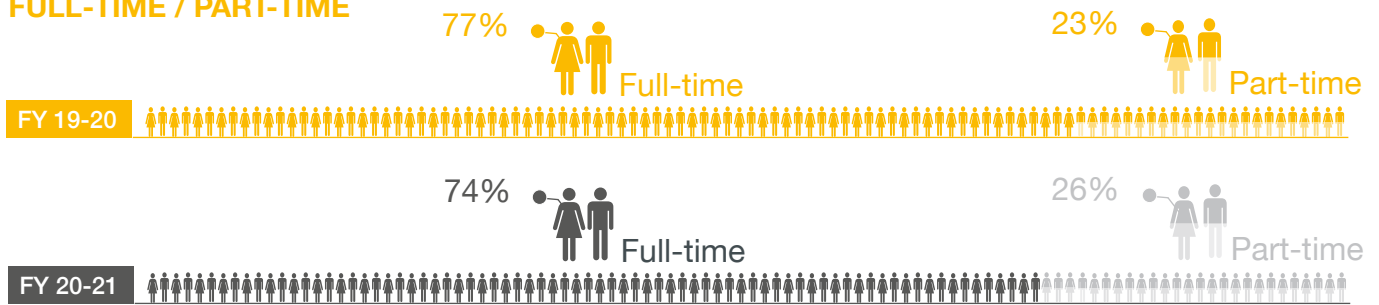 FULL-TIME / PART-TIME
77%
Full-time
23%
Part-time
FY 19-20
74%
Full-time
26%
Part-time
FY 20-21